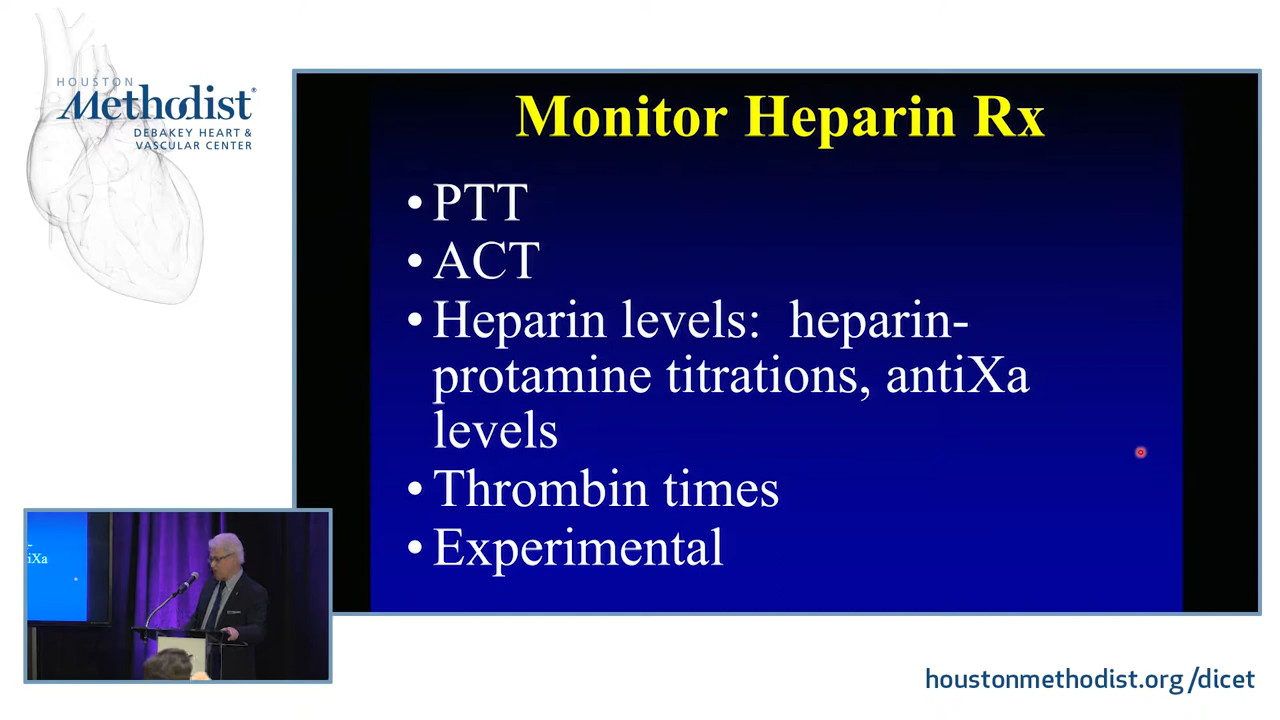 HOUSTON
Methodist®
DEBAKEY HEART &
VASCULAR CENTER
Monitor Heparin Rx
• PTT
• ACT
• Heparin levels:  heparin-
protamine titrations, antiXa
levels
• Thrombin times
• Experimental
iXa
houstonmethodist.org/dicet